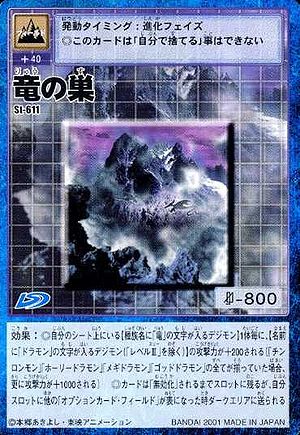 発動タイミング：進化フェイズ
◎このカードは「自分で捨てる」事はできない
+40
竜の巣
St-611
-800
効果：◎自分のシート上にいる【種族名に「竜」の文字が入るデジモン】1体毎に、【名前
に「ドラモン」の文字が入るデジモン(「レベルⅢ」を除く)】の攻撃力が+200される(「チン
ロンモン」「ホーリードラモン」「メギドラモン」「ゴッドドラモン」の全てが揃っていた場合、
更に攻撃力が+1000される)　◎カードは「無効化」されるまでスロットに残るが、自分
スロットに他の「オプションカード・フィールド」が表になった時ダークエリアに送られる
©本郷あきよし・東映アニメーション
BANDAI 2001 MADE IN JAPAN